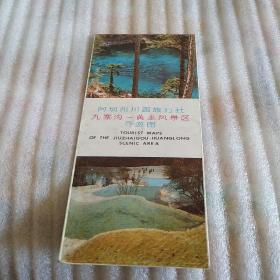 阿坝州川西旅行社
九寨沟－黄龙风景区
导游图
TOURIST MAPS
OF THE JIUZHAIGOU-HUANGLONG
SCENIC AREA